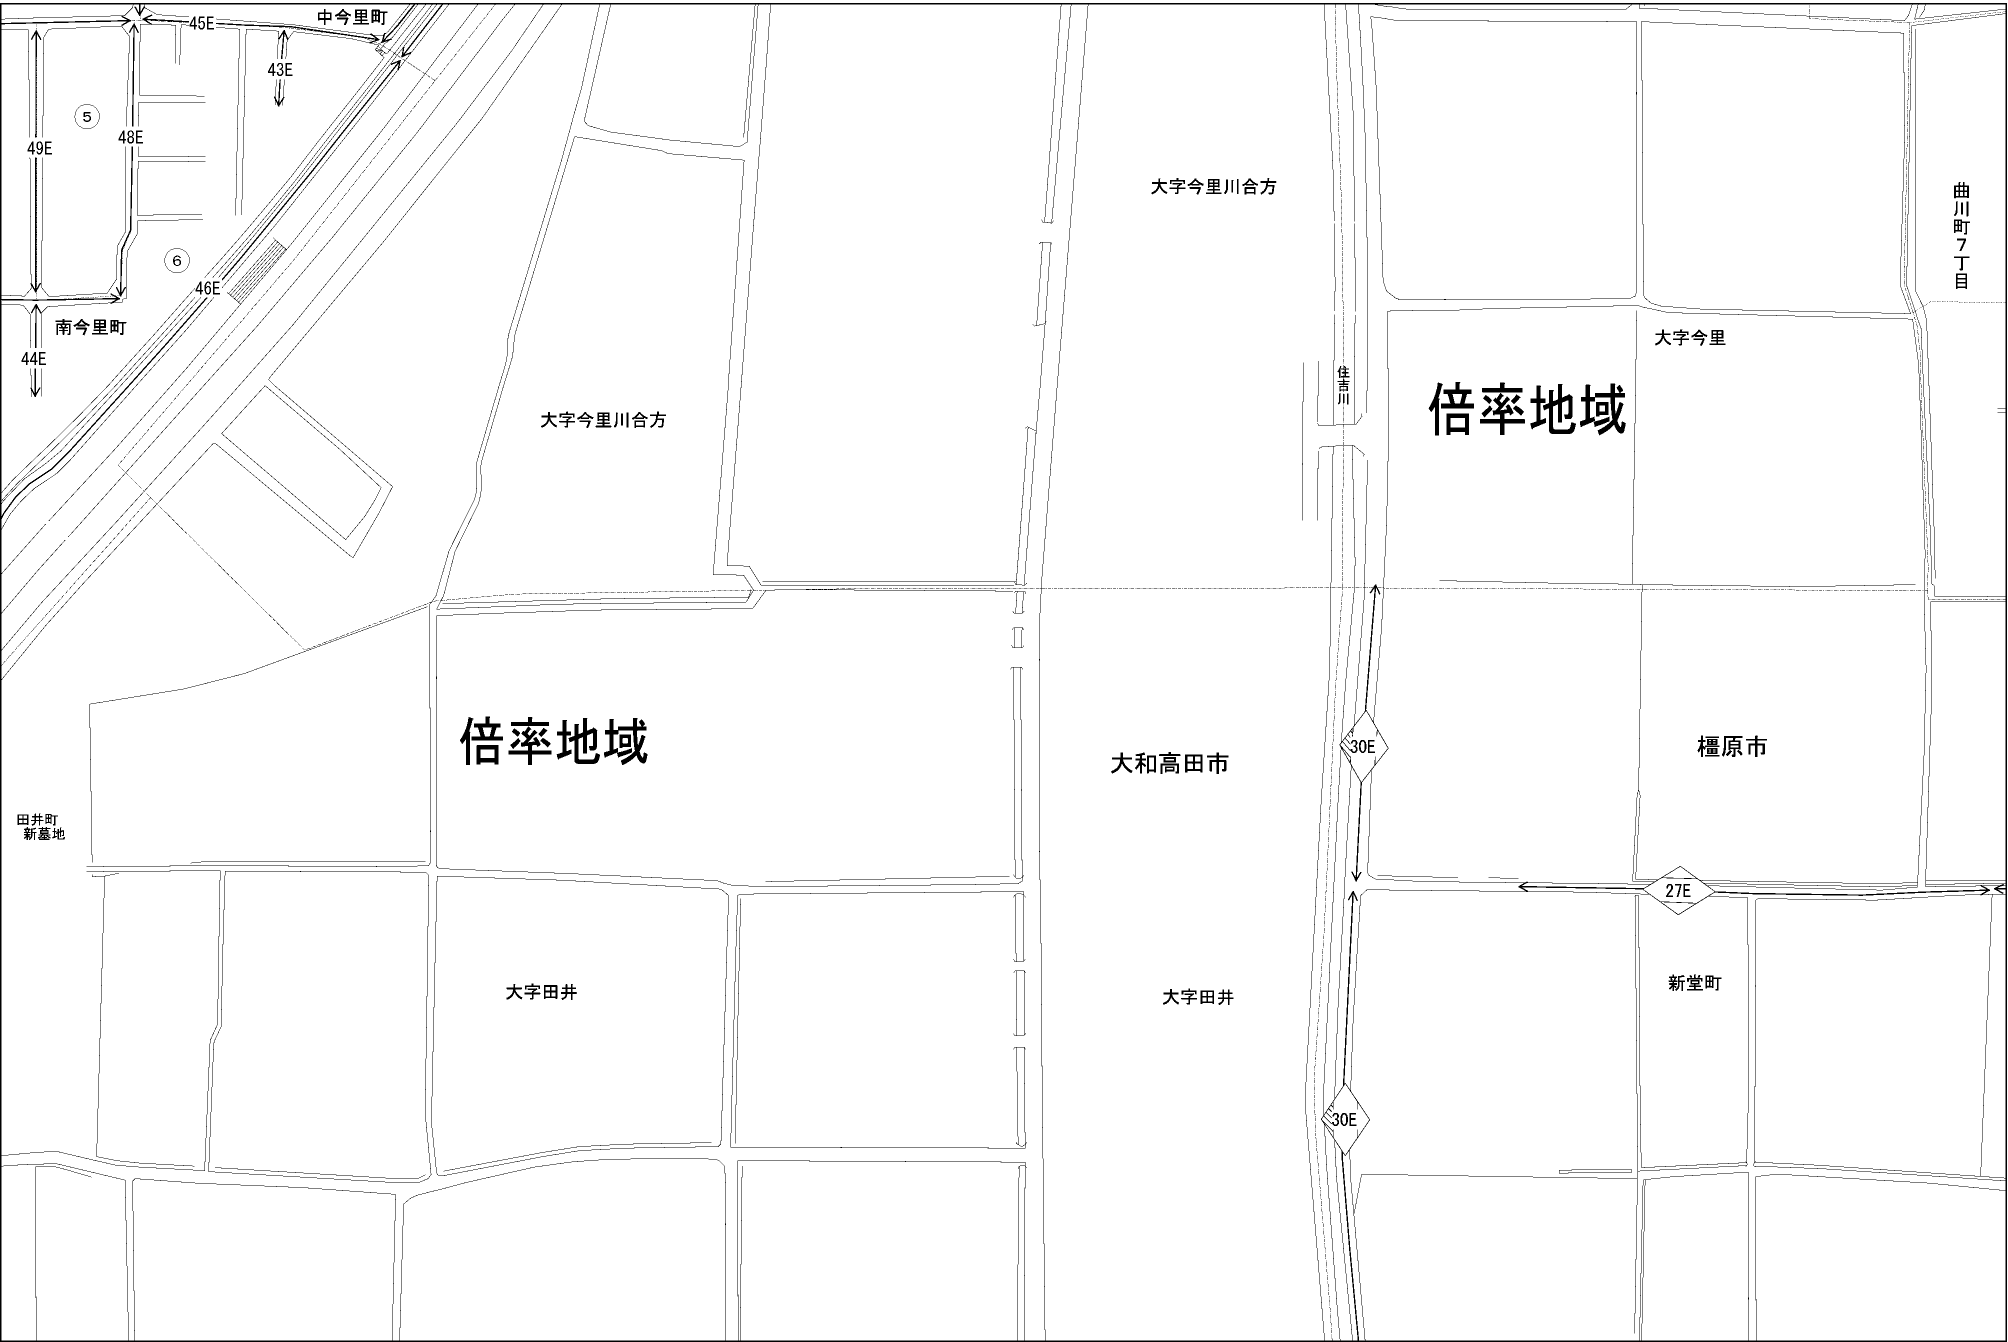 45E
中今里町
43E
5
48E
49E
大字今里川合方
曲川町7丁目
6
46E
南今里町
44E
大字今里
住吉川
倍率地域
大字今里川合方
倍率地域
大和高田市
30E
橿原市
田井町
新墓地
27E
大字田井
大字田井
新堂町
30E